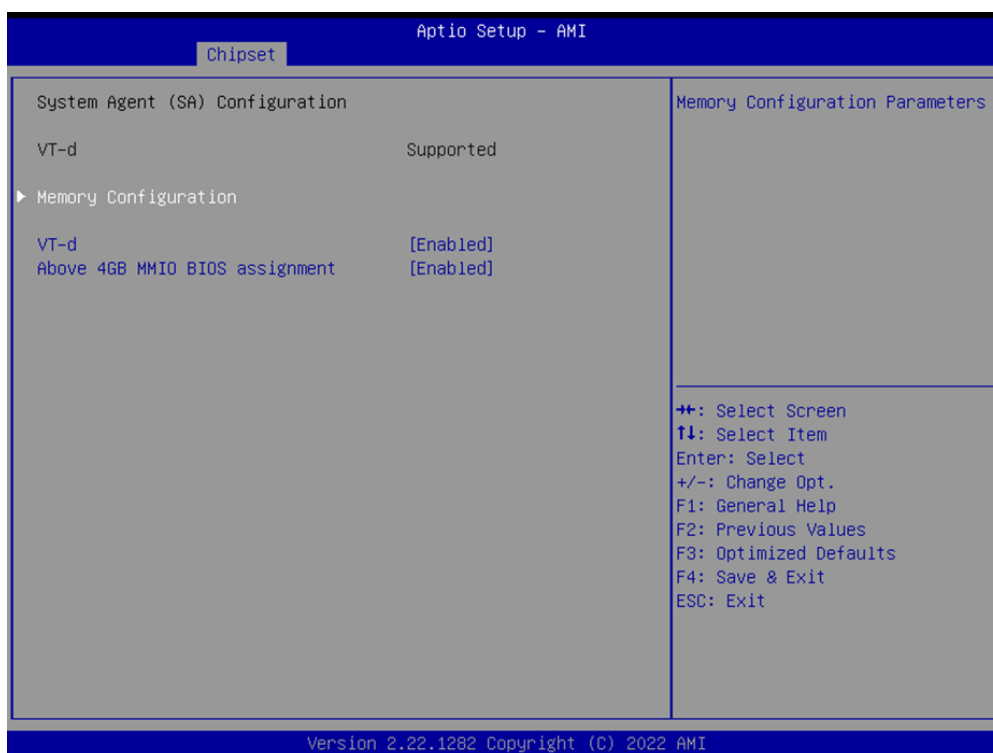 Aptio Setup – AMI
Chipset
System Agent (SA) Configuration
VT-d Supported
Memory Configuration
VT-d [Enabled]
Above 4GB MMIO BIOS assignment [Enabled]
Memory Configuration Parameters
→←: Select Screen
↑↓: Select Item
Enter: Select
+/-: Change Opt.
F1: General Help
F2: Previous Values
F3: Optimized Defaults
F4: Save & Exit
ESC: Exit
Version 2.22.1282 Copyright (C) 2022 AMI